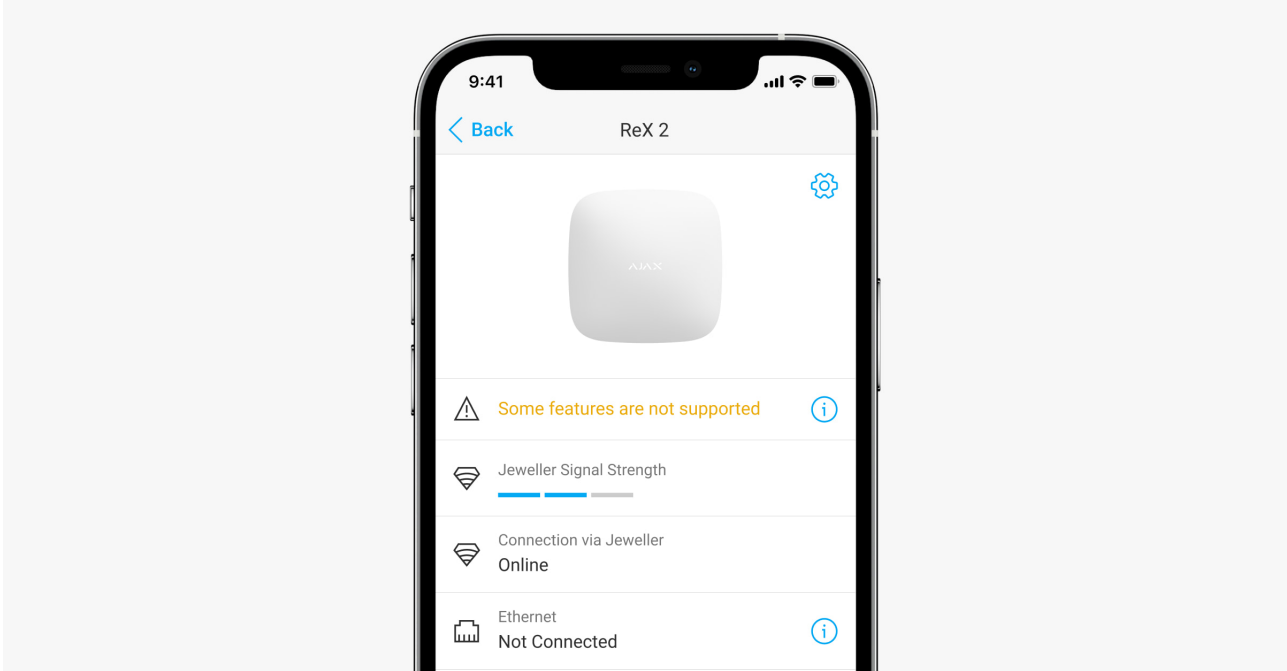 9:41
Back
ReX 2
AJAX
Some features are not supported
Jeweller Signal Strength
Connection via Jeweller
Online
Ethernet
Not Connected